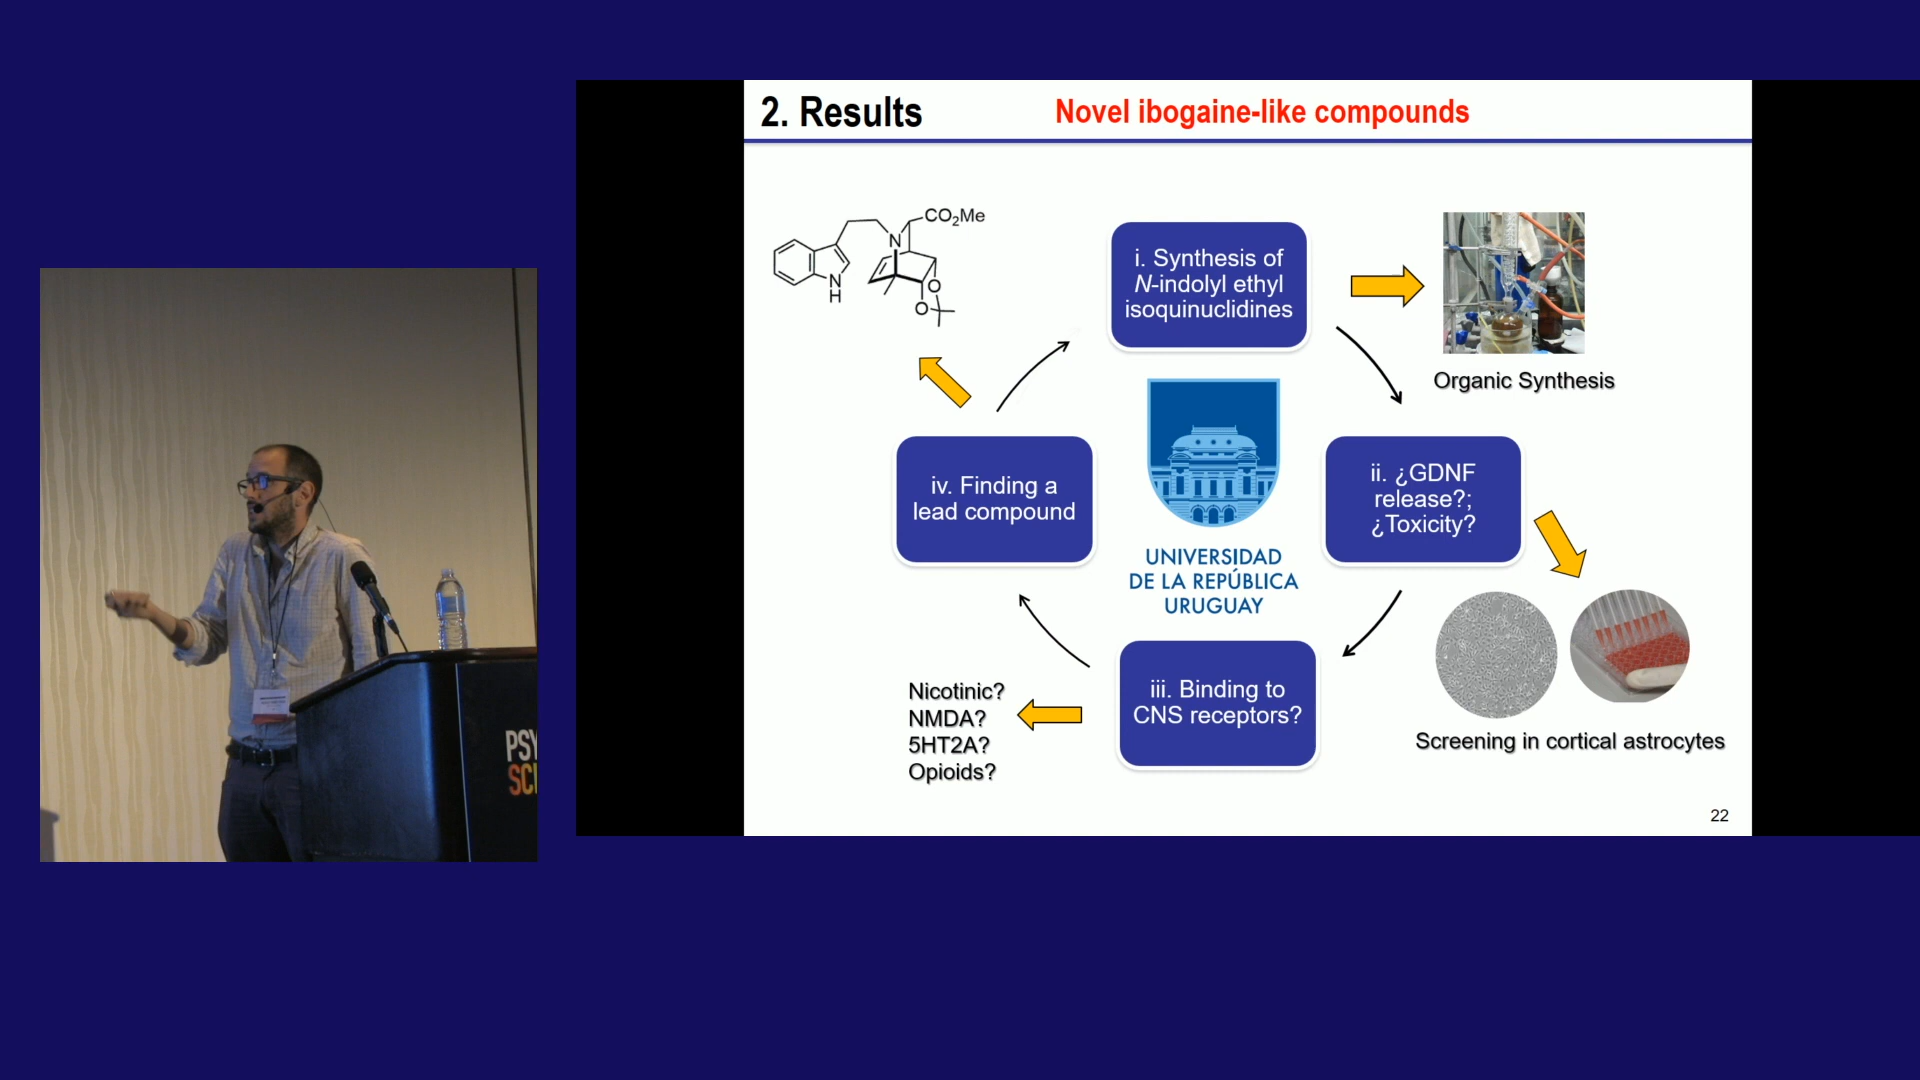 2. Results
Novel ibogaine-like compounds
CO2Me
N
N
H
O
O
i. Synthesis of
N-indolyl ethyl
isoquinuclidines
Organic Synthesis
ii. ¿GDNF
release?;
¿Toxicity?
Screening in cortical astrocytes
iii. Binding to
CNS receptors?
Nicotinic?
NMDA?
5HT2A?
Opioids?
iv. Finding a
lead compound
UNIVERSIDAD
DE LA REPÚBLICA
URUGUAY
22
PSY
SCI